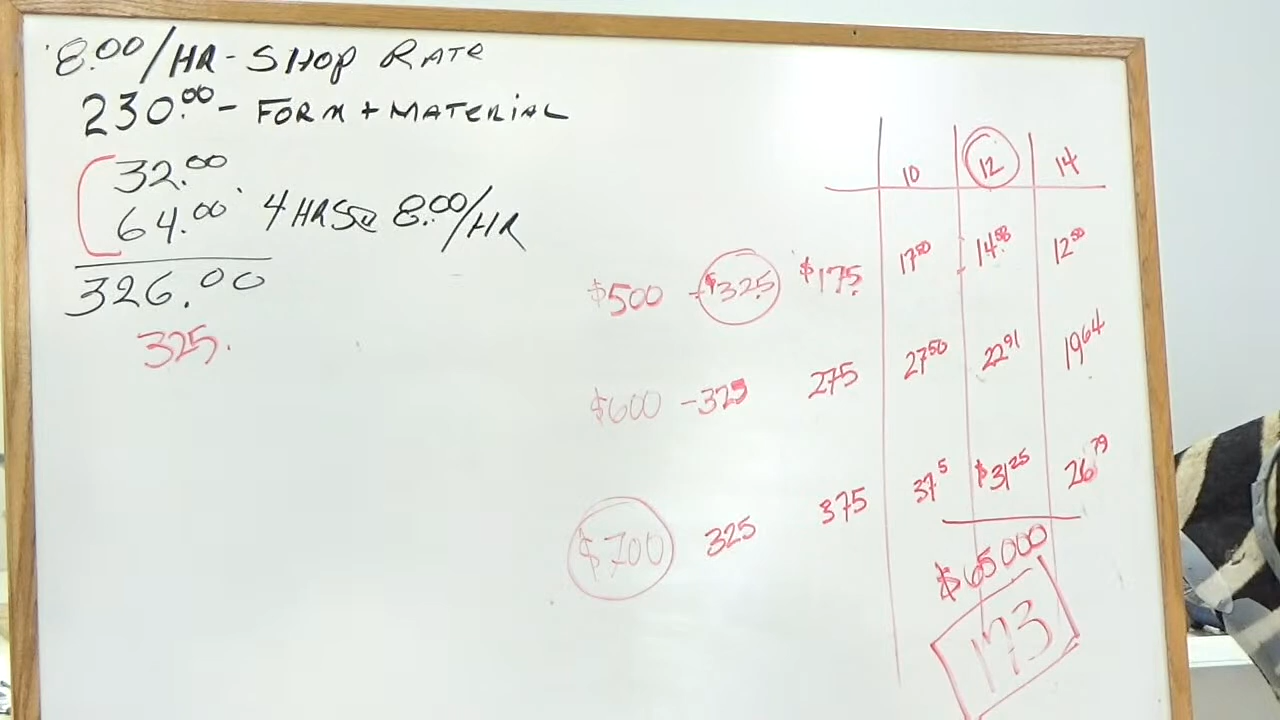 8.00/HR - SHOP RATE
230.00 - FORM + MATERIAL
32.00
64.00 4 HRS @ 8.00/HR
326.00
325.
10 12 14
$500 -$325 $175 17.50 14.58 12.50
$600 -325 275 27.50 22.91 19.64
$700 325 375 37.5 $31.25 26.79
$65000
173